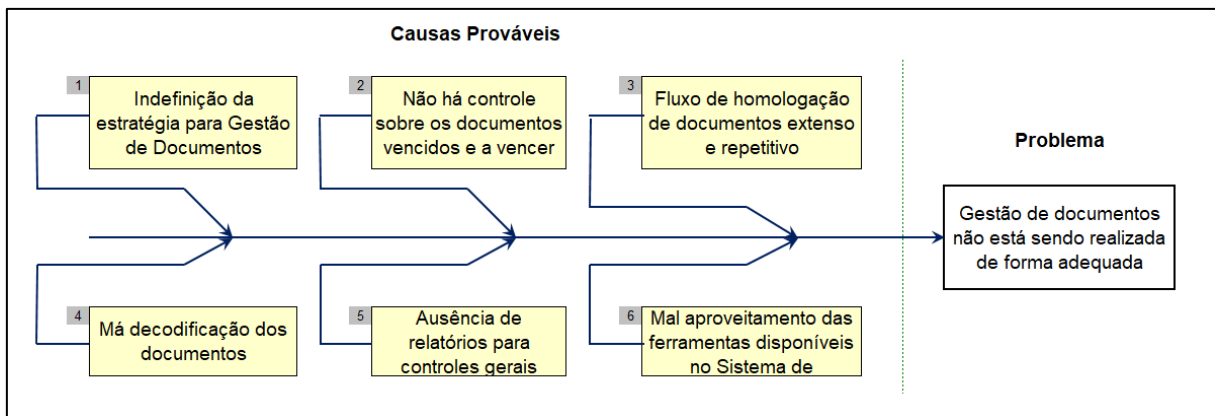 Causas Prováveis
1
Indefinição da
estratégia para Gestão
de Documentos
2
Não há controle
sobre os documentos
vencidos e a vencer
3
Fluxo de homologação
de documentos extenso
e repetitivo
Problema
Gestão de documentos
não está sendo realizada
de forma adequada
4
Má decodificação dos
documentos
5
Ausência de
relatórios para
controles gerais
6
Mal aproveitamento das
ferramentas disponíveis
no Sistema de